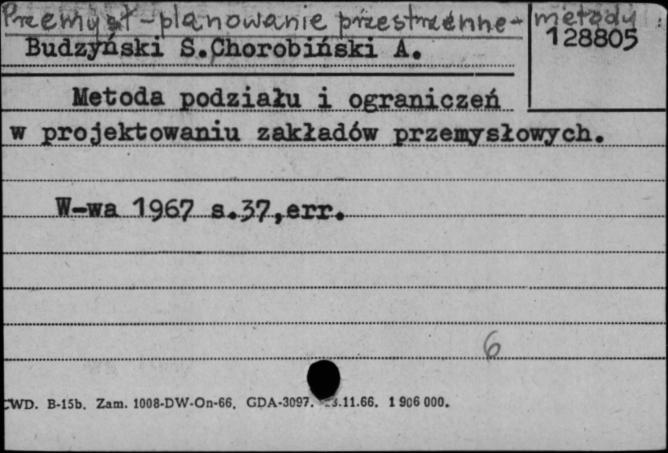 Przemysł-planowanie przestrzenne-metody
128805
Budzyński S.Chorobiński A.
Metoda podziału i ograniczeń
w projektowaniu zakładów przemysłowych.
W-wa 1967 s.37,err.
6
CWD. B-15b. Zam. 1008-DW-On-66. GDA-3097. 11.66. 1 906 000.